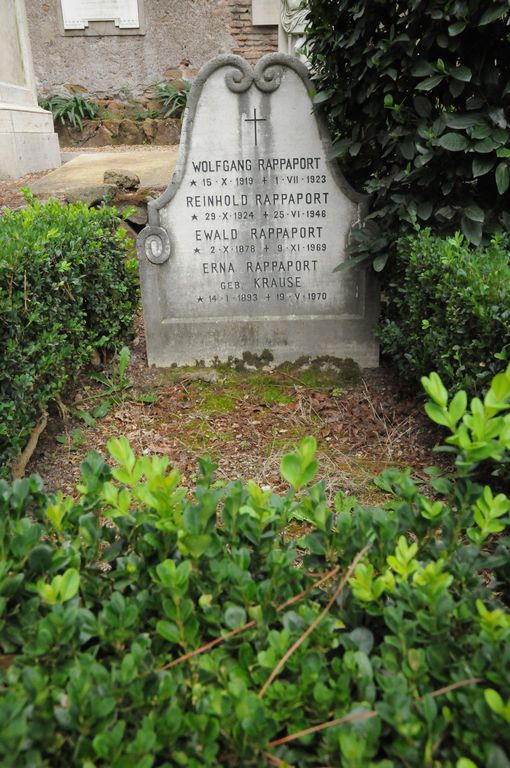 WOLFGANG RAPPAPORT
★ 15·X·1919 + 1·VII·1923
REINHOLD RAPPAPORT
★ 29·X·1924 + 25·VI·1946
EWALD RAPPAPORT
★ 2·X·1878 + 9·XI·1969
ERNA RAPPAPORT
GEB. KRAUSE
★ 14·I·1893 + 19·V·1970